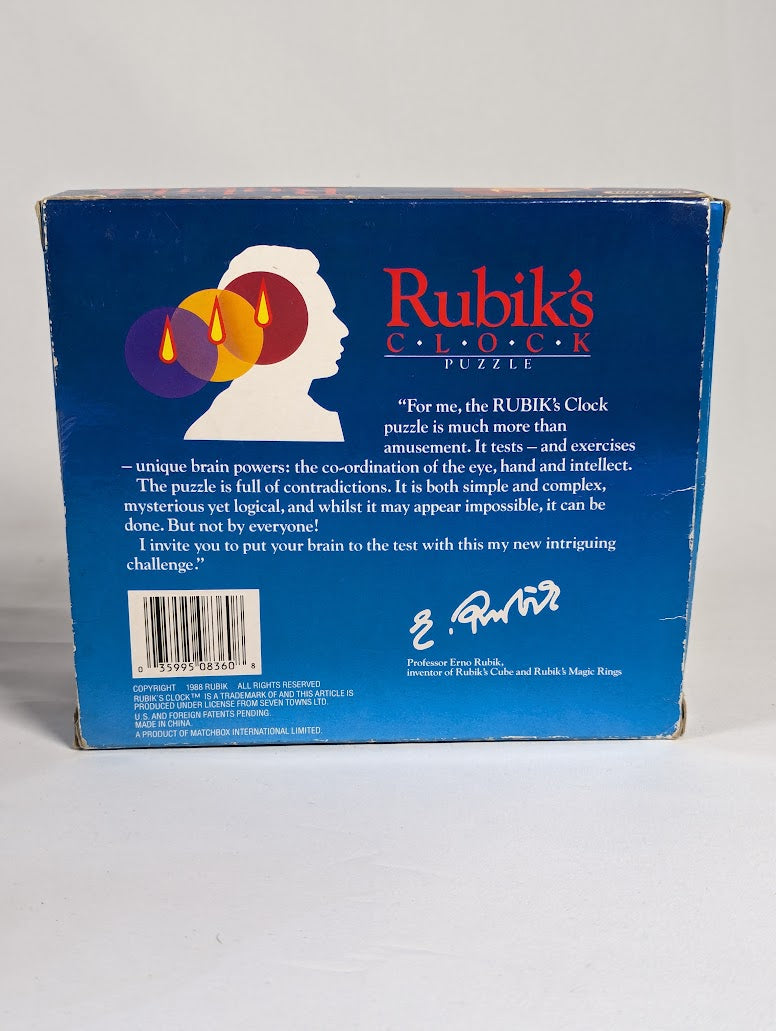 Rubik's
C·L·O·C·K
PUZZLE
“For me, the RUBIK's Clock
puzzle is much more than
amusement. It tests – and exercises
– unique brain powers: the co-ordination of the eye, hand and intellect.
The puzzle is full of contradictions. It is both simple and complex,
mysterious yet logical, and whilst it may appear impossible, it can be
done. But not by everyone!
I invite you to put your brain to the test with this my new intriguing
challenge.”
E. Rubik
Professor Erno Rubik,
inventor of Rubik's Cube and Rubik's Magic Rings
0 35995 08360 8
COPYRIGHT 1988 RUBIK ALL RIGHTS RESERVED
RUBIK'S CLOCK™ IS A TRADEMARK OF AND THIS ARTICLE IS
PRODUCED UNDER LICENSE FROM SEVEN TOWNS LTD.
U.S. AND FOREIGN PATENTS PENDING.
MADE IN CHINA.
A PRODUCT OF MATCHBOX INTERNATIONAL LIMITED.